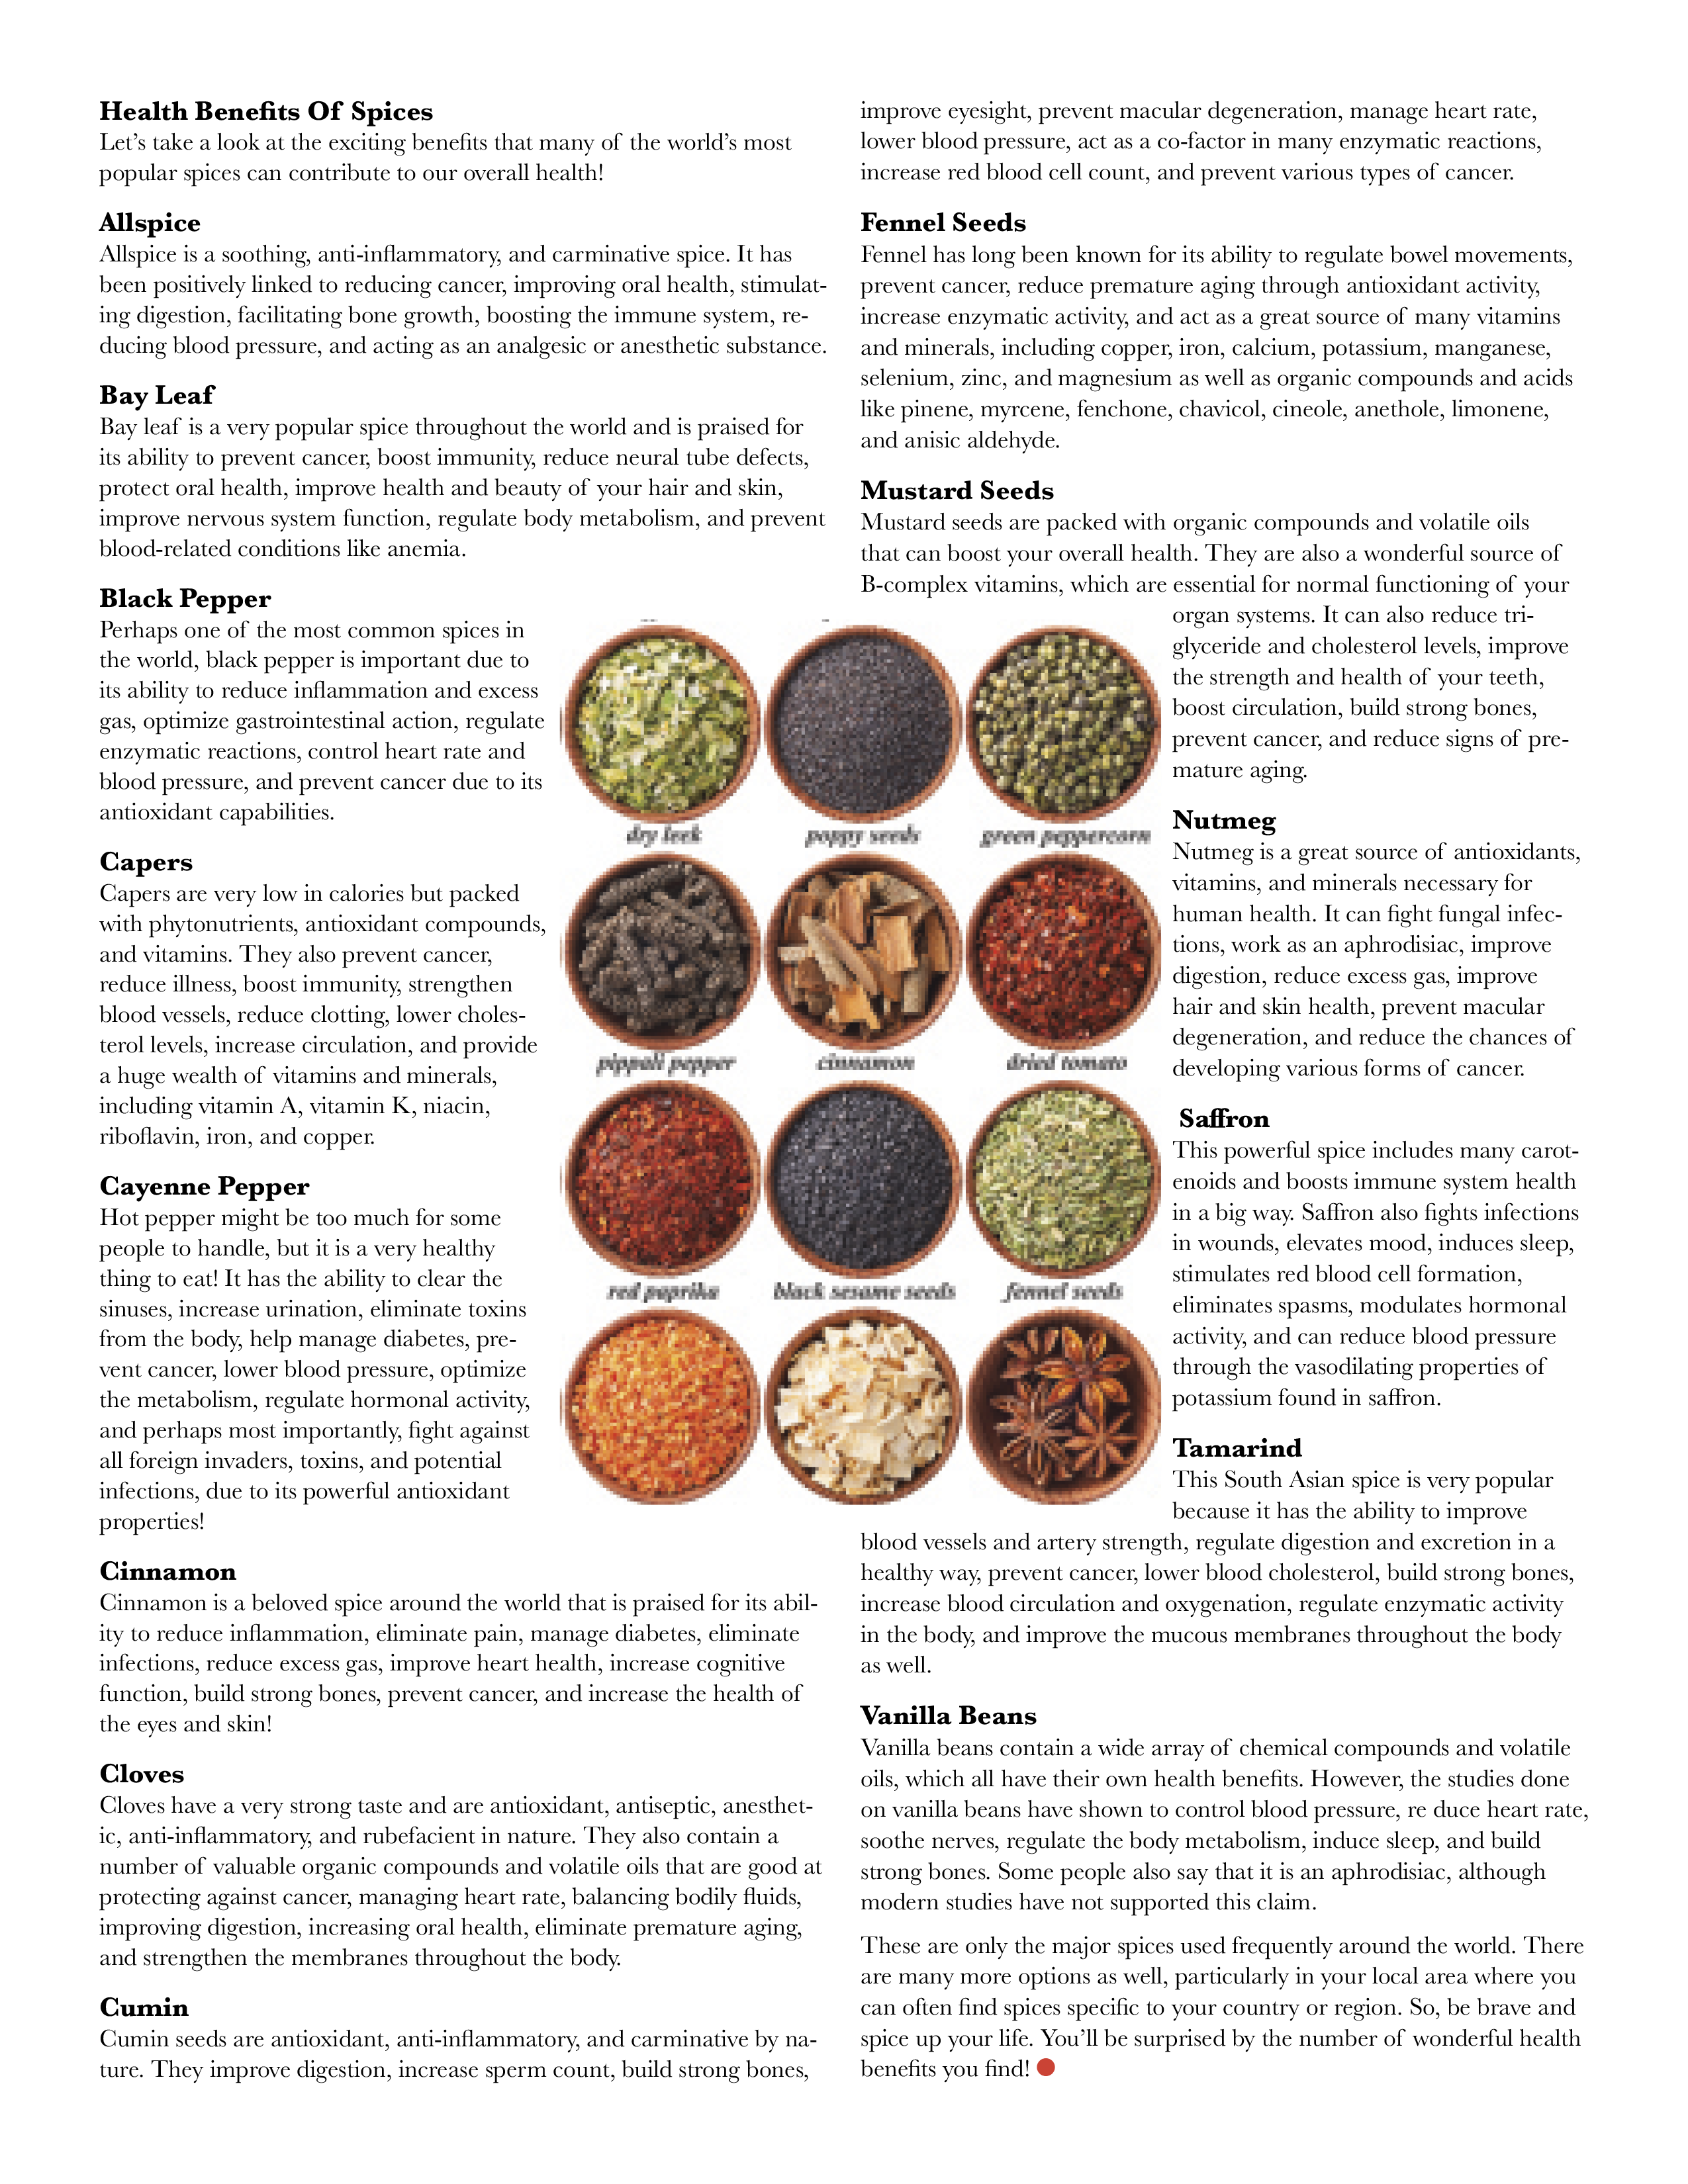 Health Benefits Of Spices
Let’s take a look at the exciting benefits that many of the world’s most
popular spices can contribute to our overall health!
Allspice
Allspice is a soothing, anti-inflammatory, and carminative spice. It has
been positively linked to reducing cancer, improving oral health, stimulat-
ing digestion, facilitating bone growth, boosting the immune system, re-
ducing blood pressure, and acting as an analgesic or anesthetic substance.
Bay Leaf
Bay leaf is a very popular spice throughout the world and is praised for
its ability to prevent cancer, boost immunity, reduce neural tube defects,
protect oral health, improve health and beauty of your hair and skin,
improve nervous system function, regulate body metabolism, and prevent
blood-related conditions like anemia.
Black Pepper
Perhaps one of the most common spices in
the world, black pepper is important due to
its ability to reduce inflammation and excess
gas, optimize gastrointestinal action, regulate
enzymatic reactions, control heart rate and
blood pressure, and prevent cancer due to its
antioxidant capabilities.
Capers
Capers are very low in calories but packed
with phytonutrients, antioxidant compounds,
and vitamins. They also prevent cancer,
reduce illness, boost immunity, strengthen
blood vessels, reduce clotting, lower choles-
terol levels, increase circulation, and provide
a huge wealth of vitamins and minerals,
including vitamin A, vitamin K, niacin,
riboflavin, iron, and copper.
Cayenne Pepper
Hot pepper might be too much for some
people to handle, but it is a very healthy
thing to eat! It has the ability to clear the
sinuses, increase urination, eliminate toxins
from the body, help manage diabetes, pre-
vent cancer, lower blood pressure, optimize
the metabolism, regulate hormonal activity,
and perhaps most importantly, fight against
all foreign invaders, toxins, and potential
infections, due to its powerful antioxidant
properties!
Cinnamon
Cinnamon is a beloved spice around the world that is praised for its abil-
ity to reduce inflammation, eliminate pain, manage diabetes, eliminate
infections, reduce excess gas, improve heart health, increase cognitive
function, build strong bones, prevent cancer, and increase the health of
the eyes and skin!
Cloves
Cloves have a very strong taste and are antioxidant, antiseptic, anesthet-
ic, anti-inflammatory, and rubefacient in nature. They also contain a
number of valuable organic compounds and volatile oils that are good at
protecting against cancer, managing heart rate, balancing bodily fluids,
improving digestion, increasing oral health, eliminate premature aging,
and strengthen the membranes throughout the body.
Cumin
Cumin seeds are antioxidant, anti-inflammatory, and carminative by na-
ture. They improve digestion, increase sperm count, build strong bones,
improve eyesight, prevent macular degeneration, manage heart rate,
lower blood pressure, act as a co-factor in many enzymatic reactions,
increase red blood cell count, and prevent various types of cancer.
Fennel Seeds
Fennel has long been known for its ability to regulate bowel movements,
prevent cancer, reduce premature aging through antioxidant activity,
increase enzymatic activity, and act as a great source of many vitamins
and minerals, including copper, iron, calcium, potassium, manganese,
selenium, zinc, and magnesium as well as organic compounds and acids
like pinene, myrcene, fenchone, chavicol, cineole, anethole, limonene,
and anisic aldehyde.
Mustard Seeds
Mustard seeds are packed with organic compounds and volatile oils
that can boost your overall health. They are also a wonderful source of
B-complex vitamins, which are essential for normal functioning of your
organ systems. It can also reduce tri-
glyceride and cholesterol levels, improve
the strength and health of your teeth,
boost circulation, build strong bones,
prevent cancer, and reduce signs of pre-
mature aging.
Nutmeg
Nutmeg is a great source of antioxidants,
vitamins, and minerals necessary for
human health. It can fight fungal infec-
tions, work as an aphrodisiac, improve
digestion, reduce excess gas, improve
hair and skin health, prevent macular
degeneration, and reduce the chances of
developing various forms of cancer.
Saffron
This powerful spice includes many carot-
enoids and boosts immune system health
in a big way. Saffron also fights infections
in wounds, elevates mood, induces sleep,
stimulates red blood cell formation,
eliminates spasms, modulates hormonal
activity, and can reduce blood pressure
through the vasodilating properties of
potassium found in saffron.
Tamarind
This South Asian spice is very popular
because it has the ability to improve
blood vessels and artery strength, regulate digestion and excretion in a
healthy way, prevent cancer, lower blood cholesterol, build strong bones,
increase blood circulation and oxygenation, regulate enzymatic activity
in the body, and improve the mucous membranes throughout the body
as well.
Vanilla Beans
Vanilla beans contain a wide array of chemical compounds and volatile
oils, which all have their own health benefits. However, the studies done
on vanilla beans have shown to control blood pressure, re duce heart rate,
soothe nerves, regulate the body metabolism, induce sleep, and build
strong bones. Some people also say that it is an aphrodisiac, although
modern studies have not supported this claim.
These are only the major spices used frequently around the world. There
are many more options as well, particularly in your local area where you
can often find spices specific to your country or region. So, be brave and
spice up your life. You’ll be surprised by the number of wonderful health
benefits you find!
dry leek
poppy seeds
green peppercorn
pippali pepper
cinnamon
dried tomato
red paprika
black sesame seeds
fennel seeds